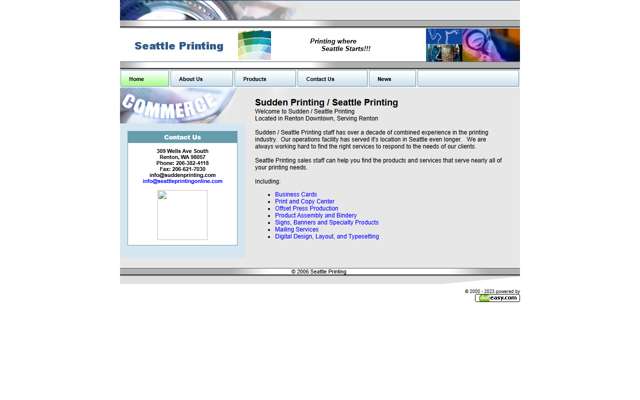 Seattle Printing
Printing where
Seattle Starts!!!
Home
About Us
Products
Contact Us
News
COMMERCE
Contact Us
309 Wells Ave South
Renton, WA 98057
Phone: 206-382-4118
Fax: 206-621-7030
info@suddenprinting.com
info@seattleprintingonline.com
Sudden Printing / Seattle Printing
Welcome to Sudden / Seattle Printing
Located in Renton Downtown, Serving Renton
Sudden / Seattle Printing staff has over a decade of combined experience in the printing
industry. Our operations facility has served it's location in Seattle even longer. We are
always working hard to find the right services to respond to the needs of our clients.
Seattle Printing sales staff can help you find the products and services that serve nearly all of
your printing needs.
Including:
Business Cards
Print and Copy Center
Offset Press Production
Product Assembly and Bindery
Signs, Banners and Specialty Products
Mailing Services
Digital Design, Layout, and Typesetting
© 2006 Seattle Printing
© 2000 - 2023 powered by
easy.com